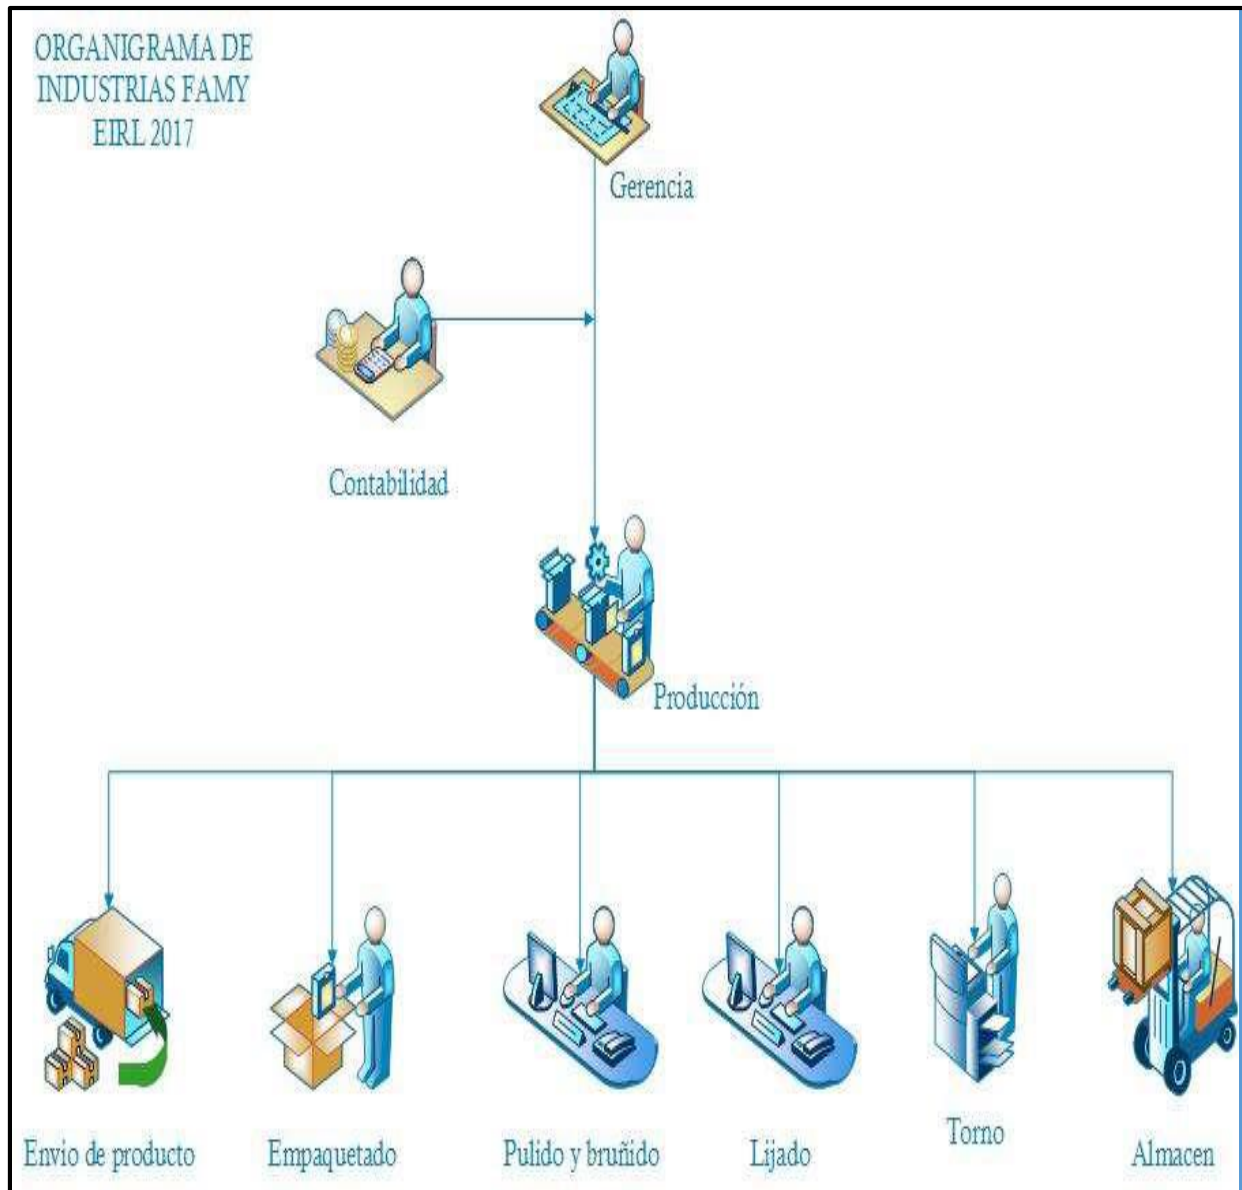 ORGANIGRAMA DE
INDUSTRIAS FAMY
EIRL 2017
Gerencia
Contabilidad
Producción
Envio de producto
Empaquetado
Pulido y bruñido
Lijado
Torno
Almacen